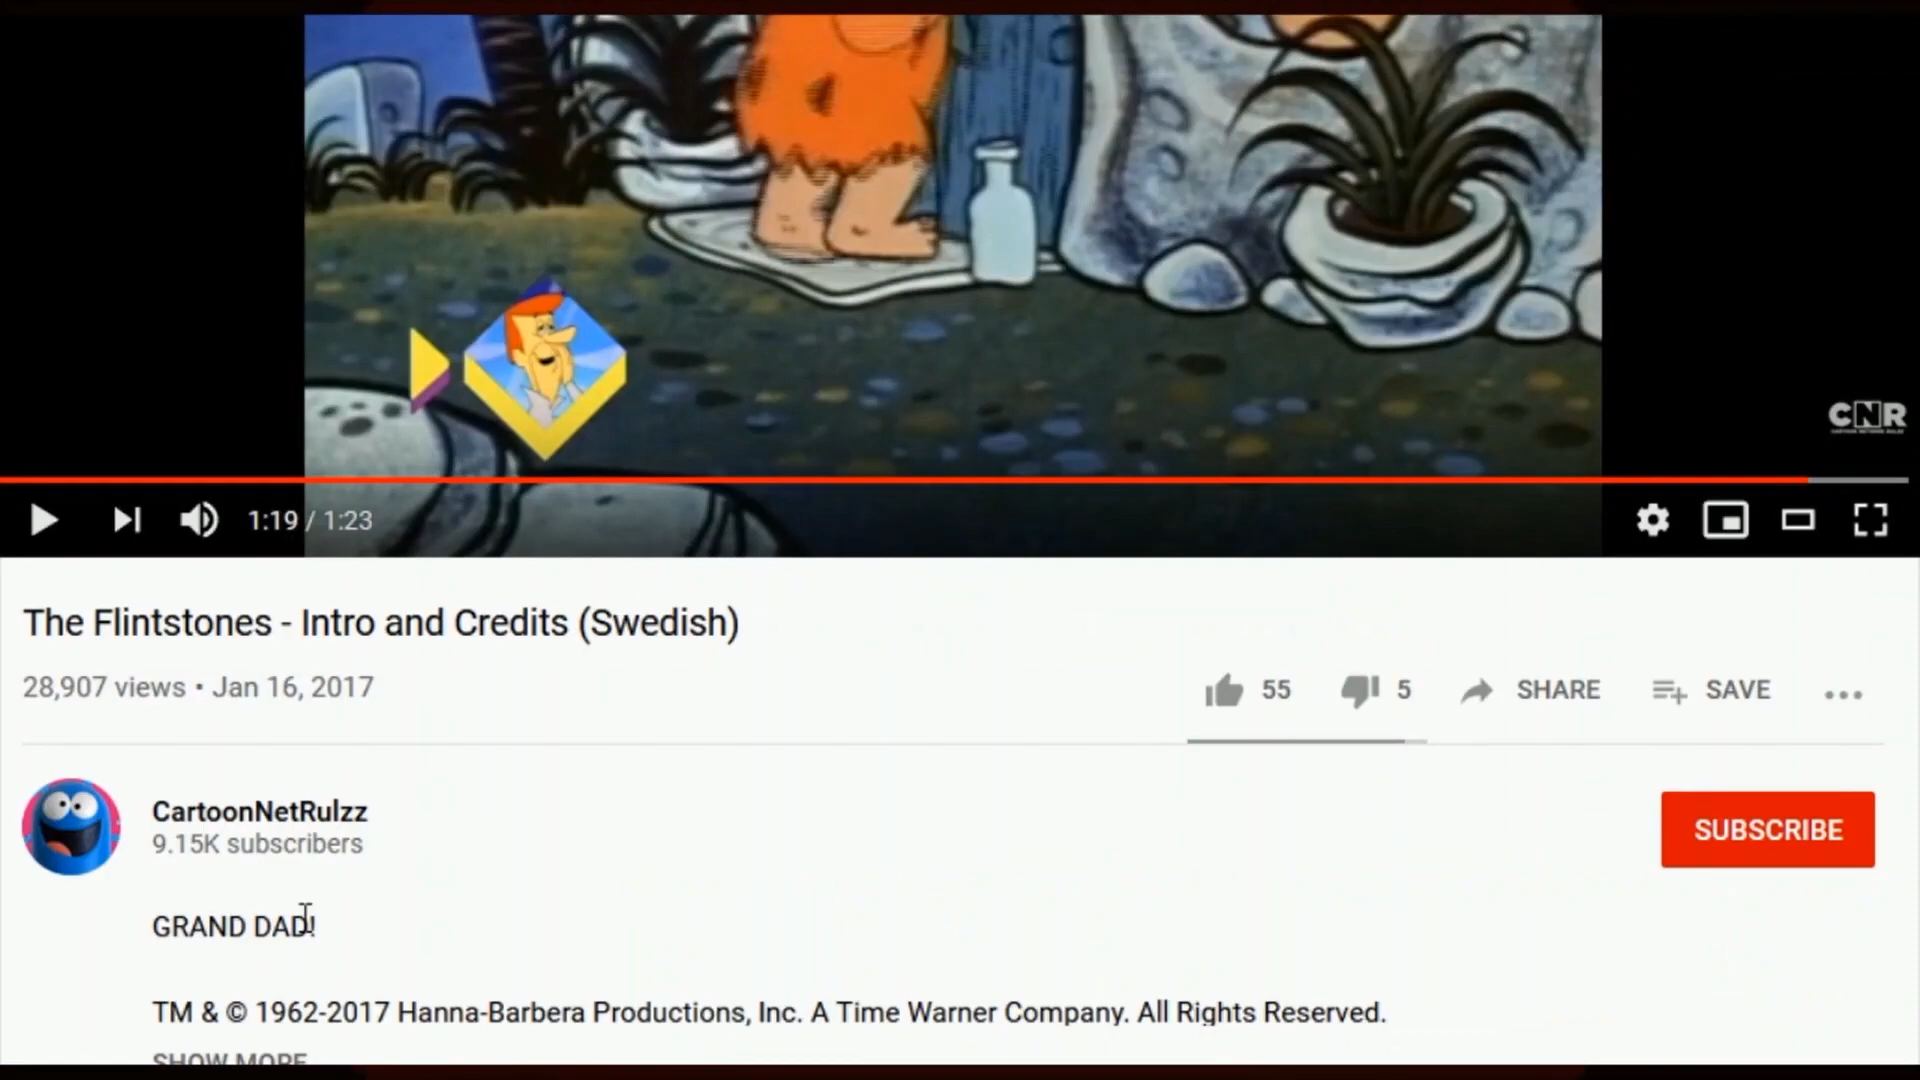 CNR
1:19 / 1:23
The Flintstones - Intro and Credits (Swedish)
28,907 views • Jan 16, 2017
55 5 SHARE SAVE
CartoonNetRulzz
9.15K subscribers
SUBSCRIBE
GRAND DAD!
TM & © 1962-2017 Hanna-Barbera Productions, Inc. A Time Warner Company. All Rights Reserved.
SHOW MORE